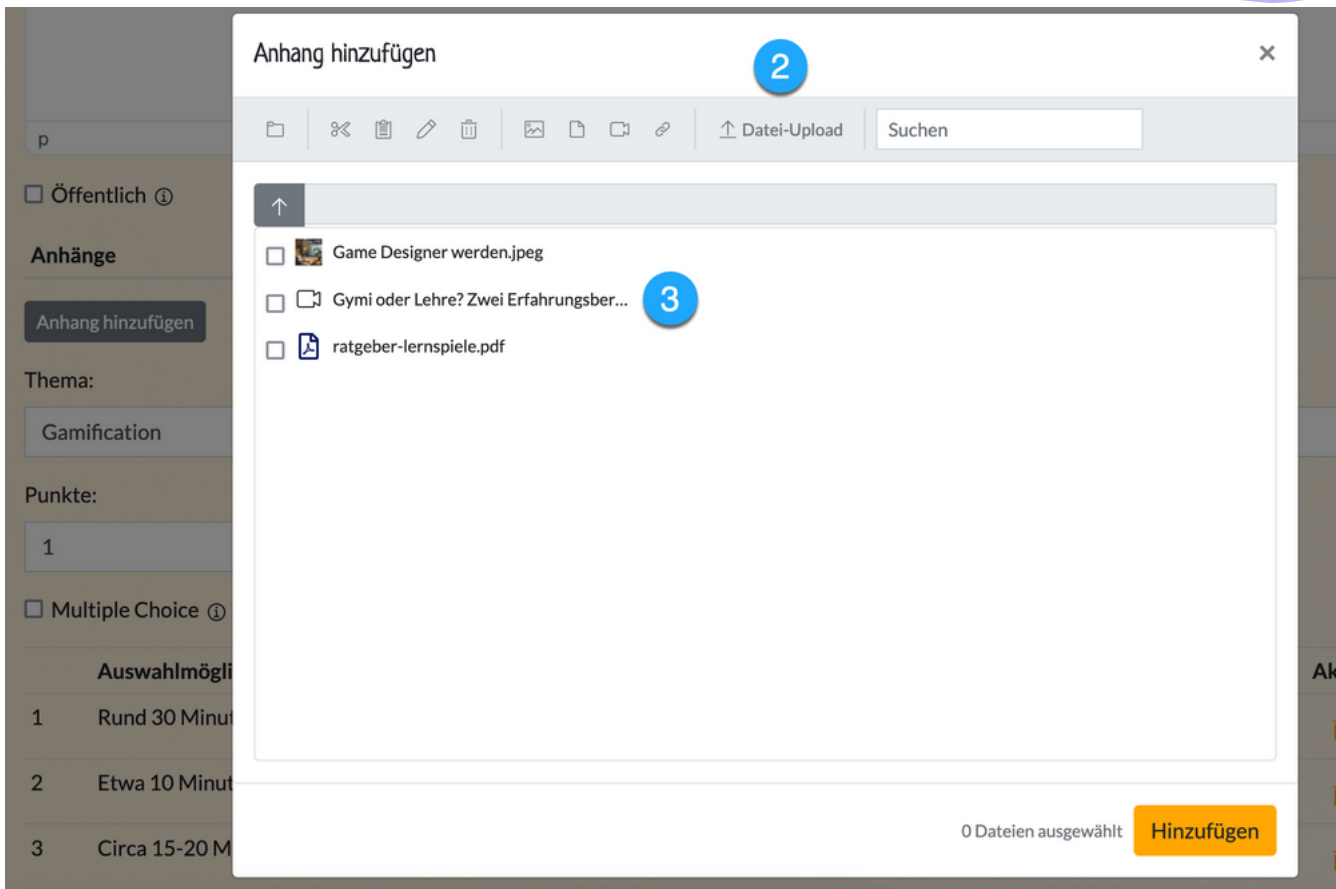 Anhang hinzufügen
2
×
Datei-Upload
Suchen
p
Öffentlich
Anhänge
Anhang hinzufügen
Thema:
Gamification
Punkte:
1
Multiple Choice
Game Designer werden.jpeg
Gymi oder Lehre? Zwei Erfahrungsber...
3
ratgeber-lernspiele.pdf
Auswahlmögli
Ak
1 Rund 30 Minut
2 Etwa 10 Minut
3 Circa 15-20 M
0 Dateien ausgewählt
Hinzufügen